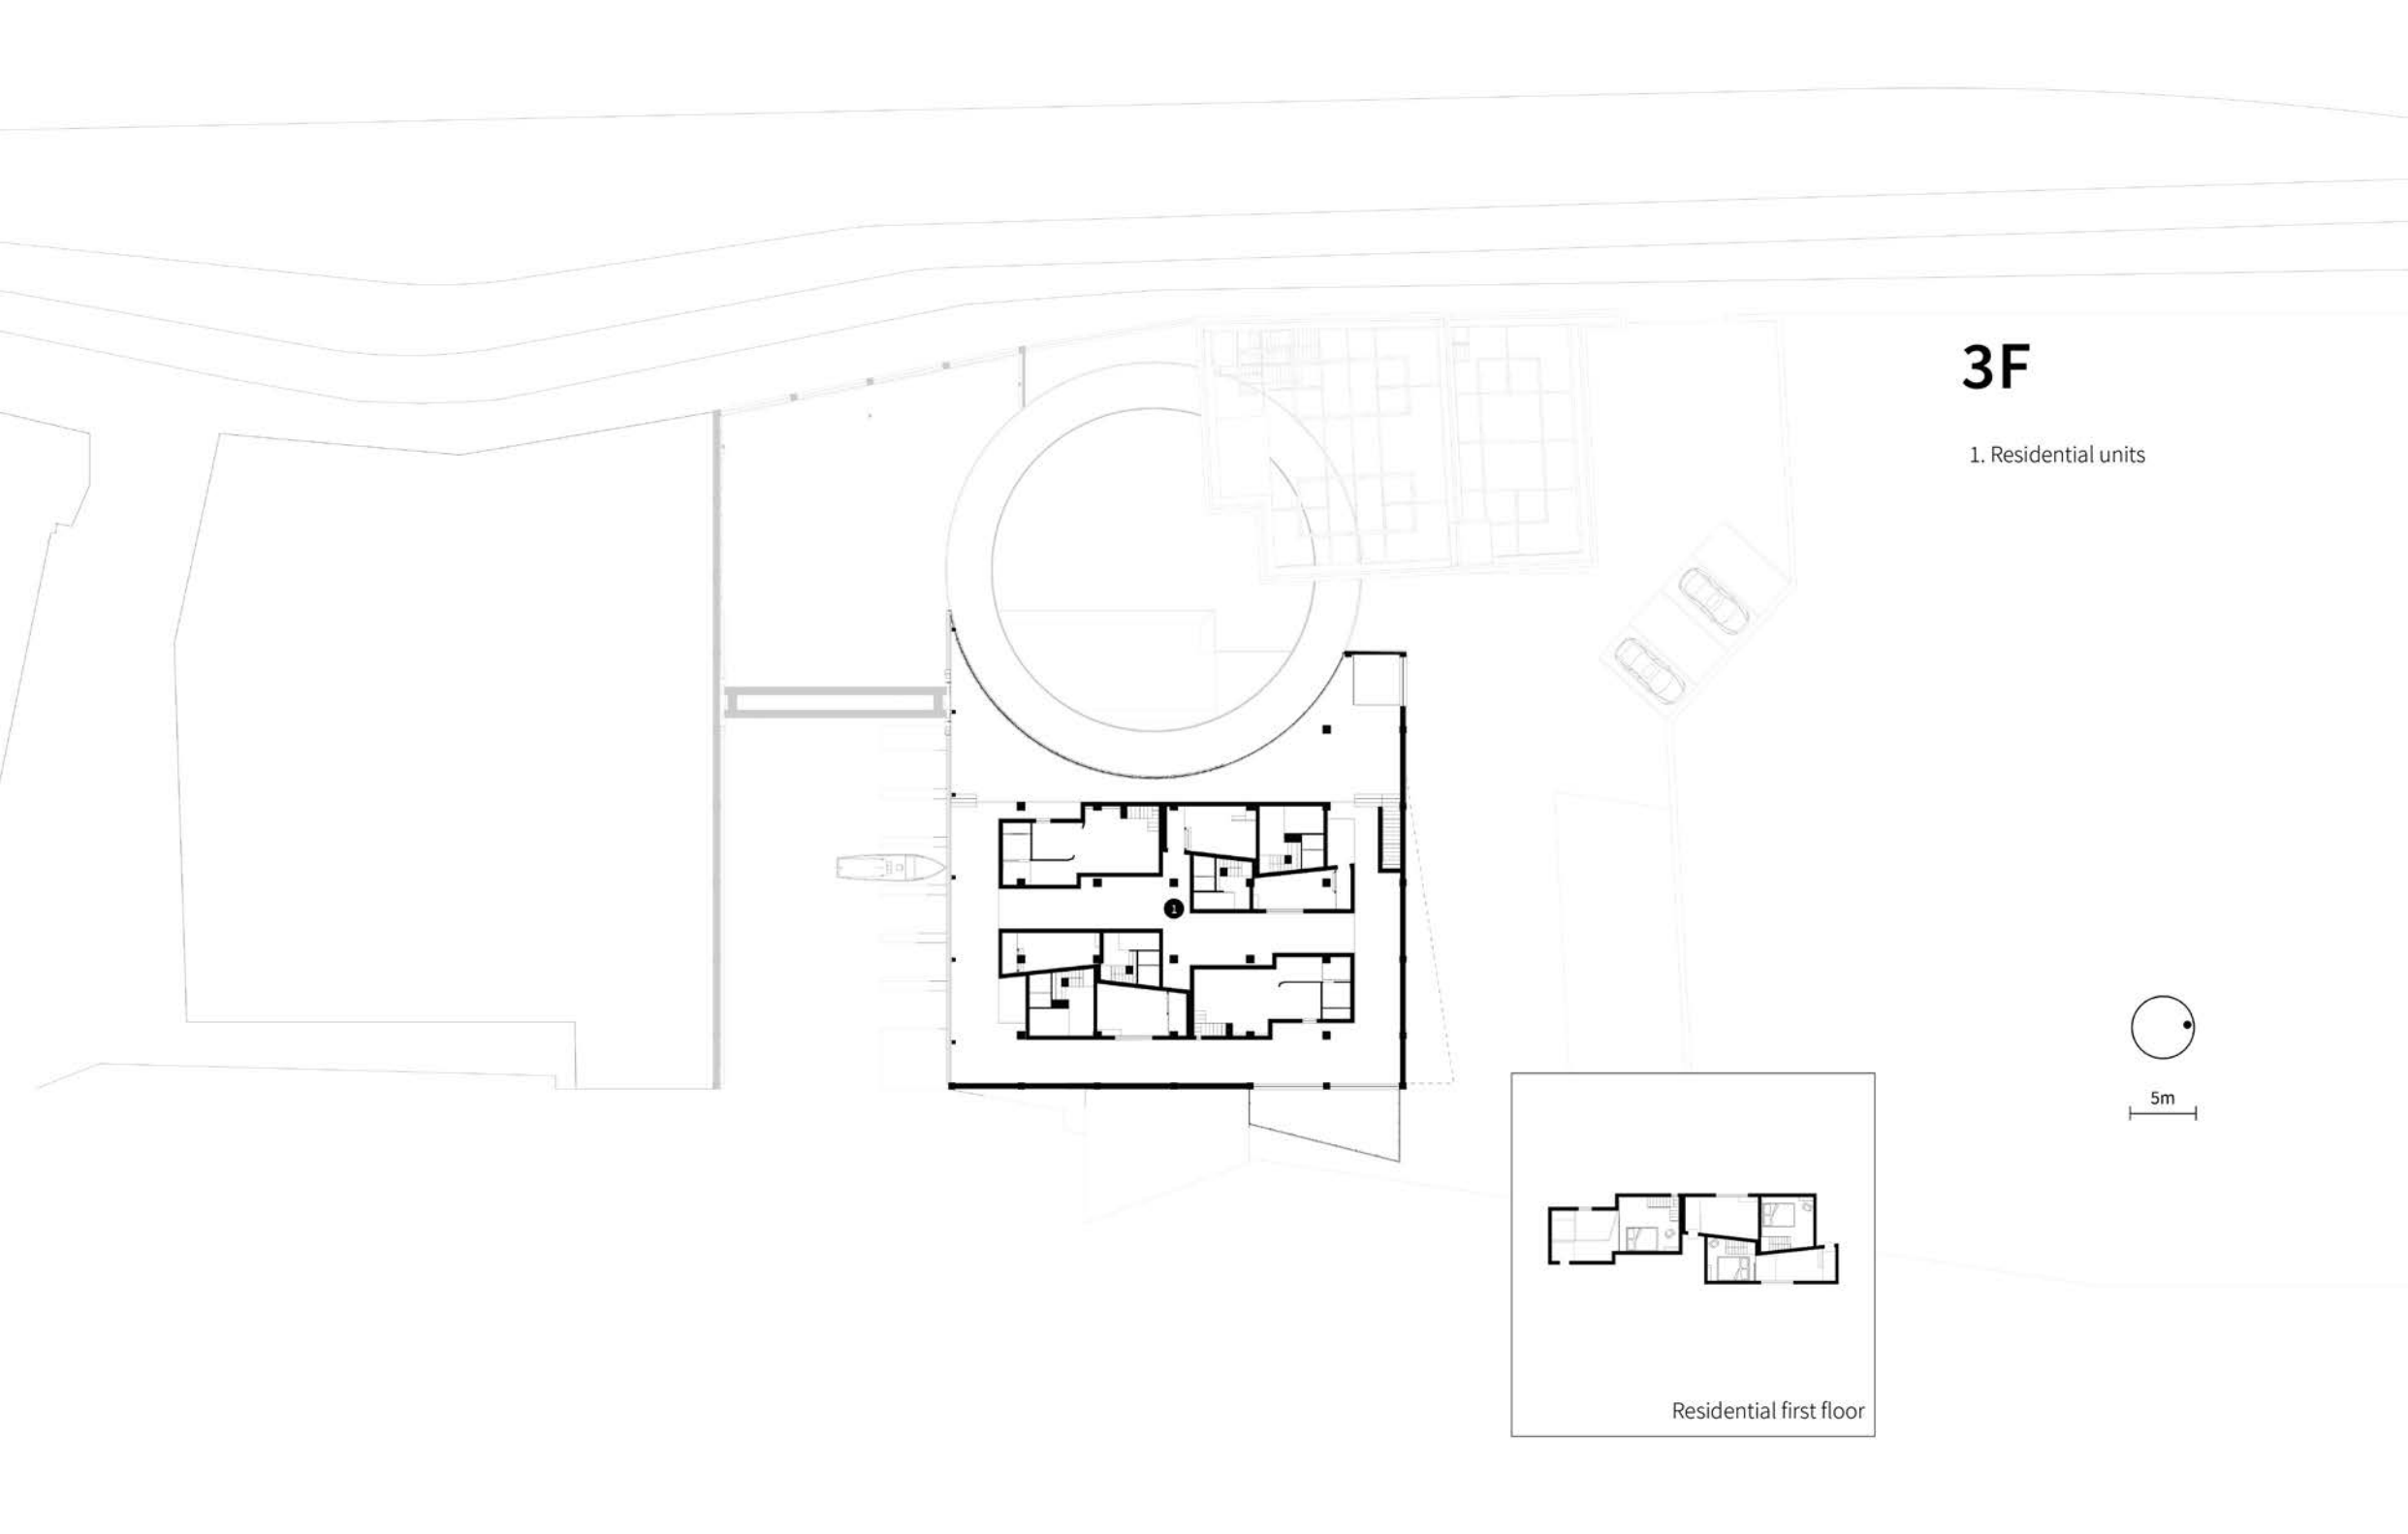 3F
1. Residential units
1
5m
Residential first floor